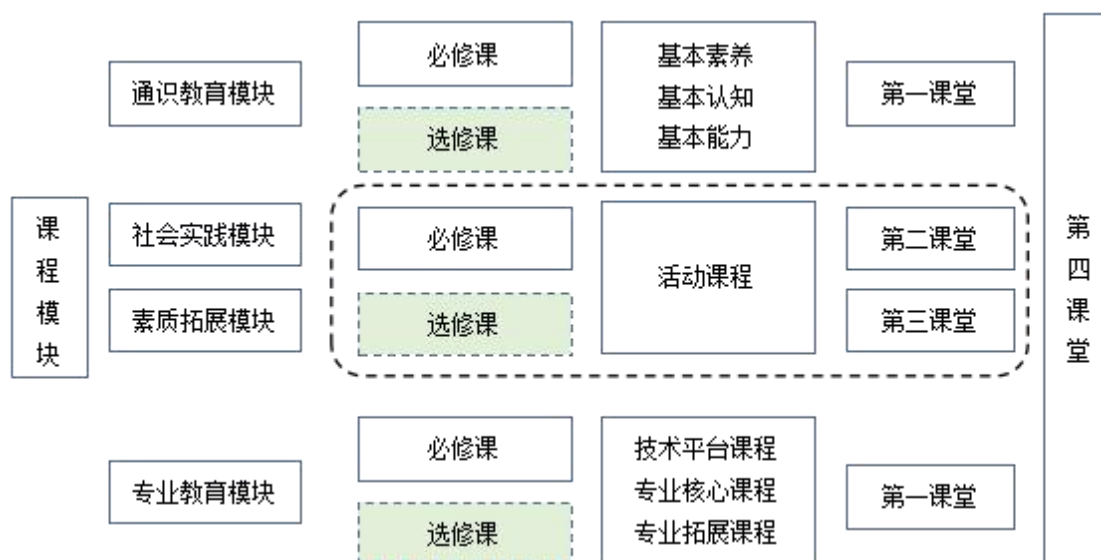 课程模块
通识教育模块
必修课
选修课
基本素养
基本认知
基本能力
第一课堂
社会实践模块
素质拓展模块
必修课
选修课
活动课程
第二课堂
第三课堂
专业教育模块
必修课
选修课
技术平台课程
专业核心课程
专业拓展课程
第一课堂
第四课堂